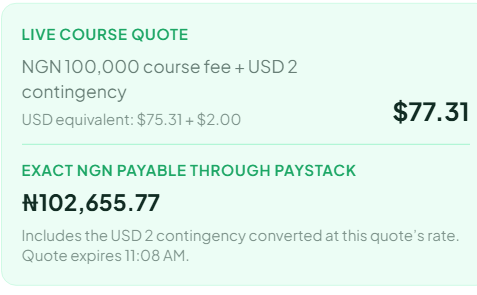 LIVE COURSE QUOTE
NGN 100,000 course fee + USD 2
contingency
USD equivalent: $75.31 + $2.00
$77.31
EXACT NGN PAYABLE THROUGH PAYSTACK
₦102,655.77
Includes the USD 2 contingency converted at this quote's rate.
Quote expires 11:08 AM.